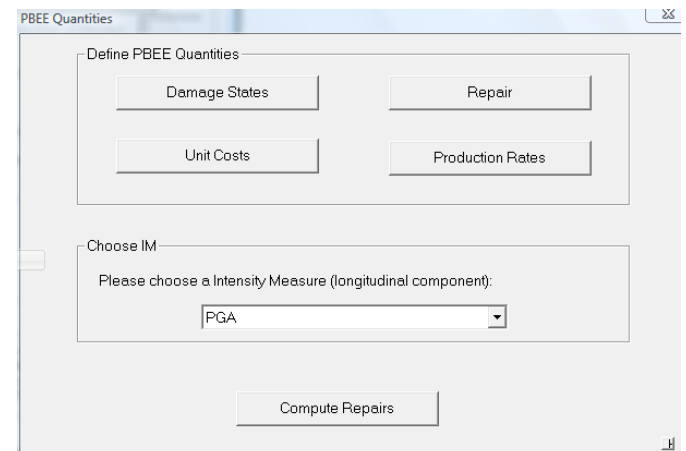 PBEE Quantities
Define PBEE Quantities
Damage States
Repair
Unit Costs
Production Rates
Choose IM
Please choose a Intensity Measure (longitudinal component):
PGA
Compute Repairs